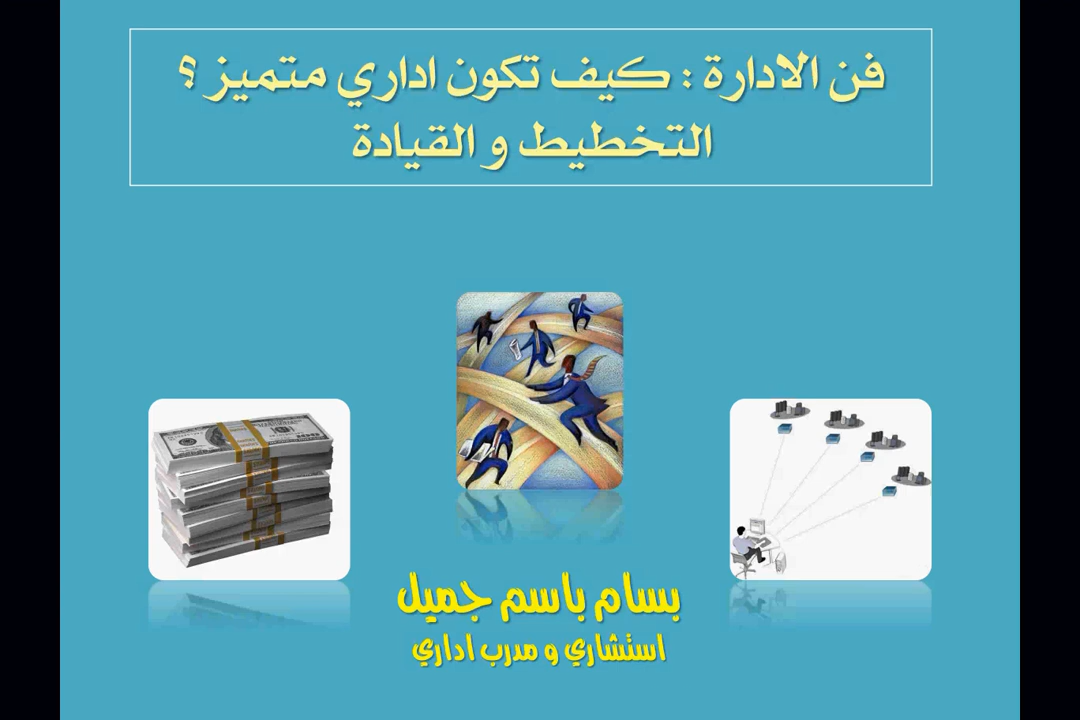 فن الادارة : كيف تكون اداري متميز ؟
التخطيط و القيادة
بسام باسم جميل
استشاري و مدرب اداري